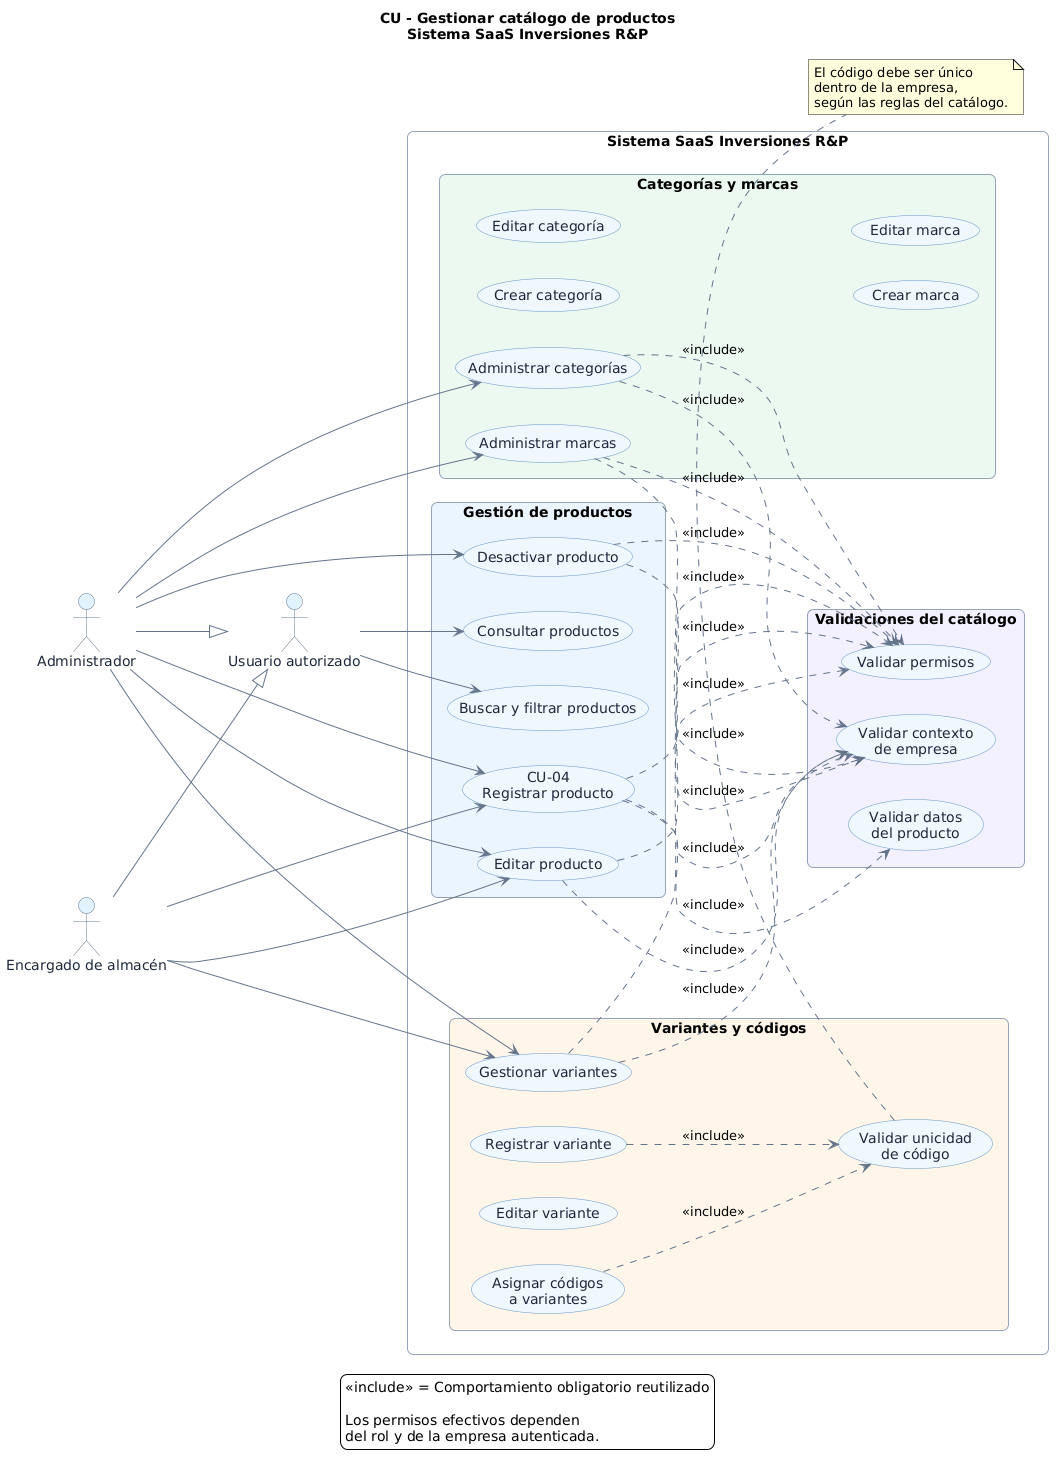 CU - Gestionar catálogo de productos
Sistema SaaS Inversiones R&P
El código debe ser único
dentro de la empresa,
según las reglas del catálogo.
Sistema SaaS Inversiones R&P
Categorías y marcas
Editar categoría
Editar marca
Crear categoría
Crear marca
«include»
Administrar categorías
«include»
Administrar marcas
«include»
Gestión de productos
«include»
Desactivar producto
«include»
Administrador
Usuario autorizado
Consultar productos
«include»
Validaciones del catálogo
Validar permisos
«include»
Buscar y filtrar productos
«include»
Validar contexto
de empresa
CU-04
Registrar producto
«include»
Validar datos
del producto
«include»
Editar producto
«include»
Encargado de almacén
«include»
«include»
Variantes y códigos
Gestionar variantes
Registrar variante
«include»
Validar unicidad
de código
Editar variante
«include»
Asignar códigos
a variantes
«include» = Comportamiento obligatorio reutilizado
Los permisos efectivos dependen
del rol y de la empresa autenticada.